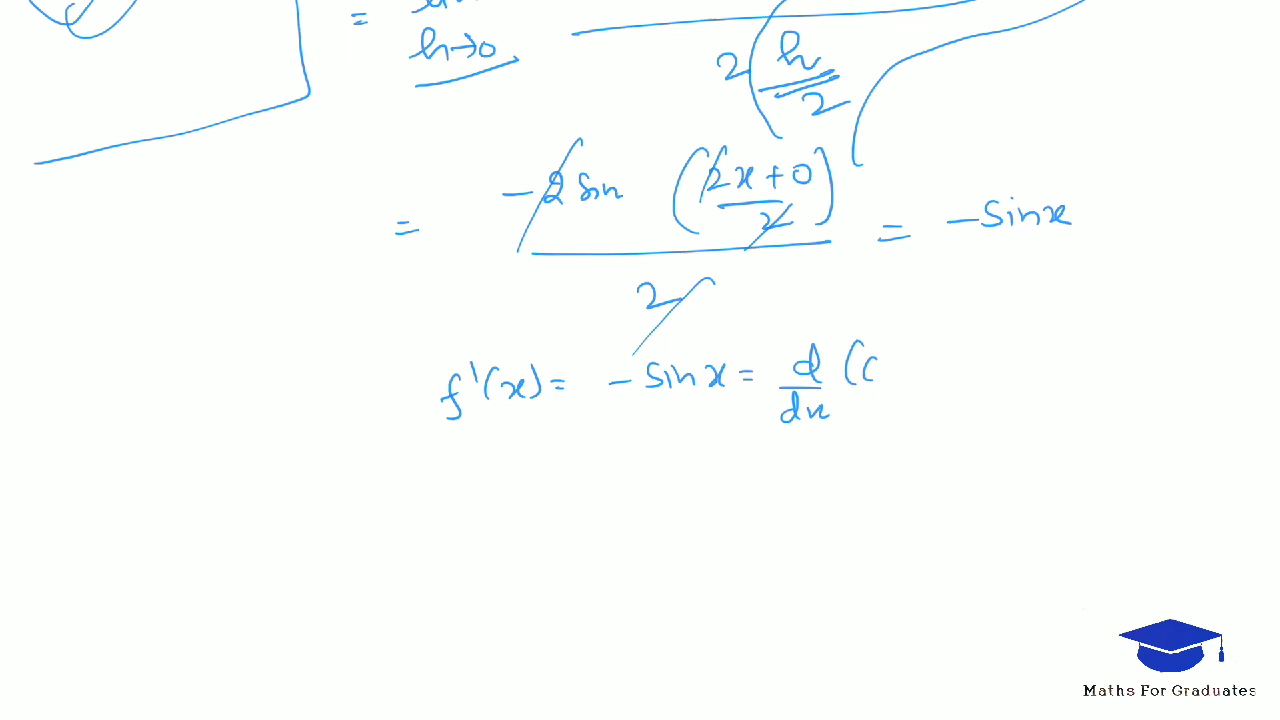 =
h→0
2 (h/2)
= -2 sin ((2x+0)/2) / 2 = -sinx
f'(x) = - sinx = d/dx (c
Maths For Graduates